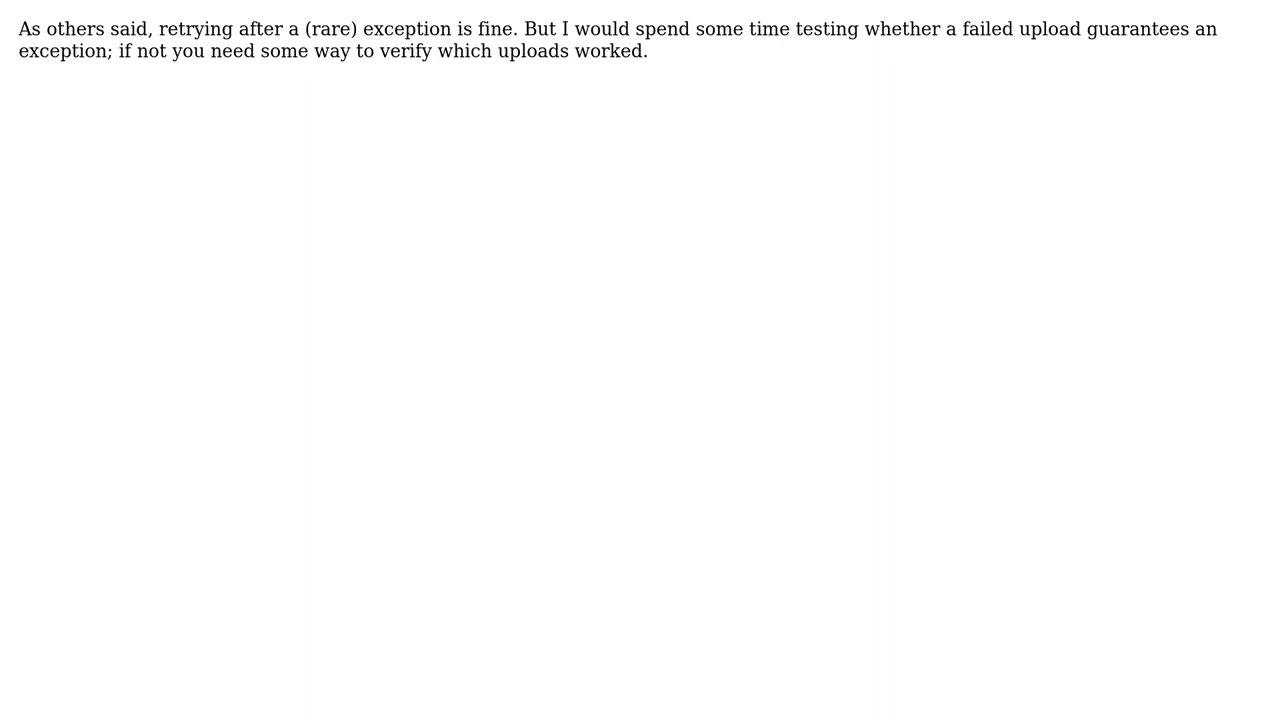 As others said, retrying after a (rare) exception is fine. But I would spend some time testing whether a failed upload guarantees an
exception; if not you need some way to verify which uploads worked.